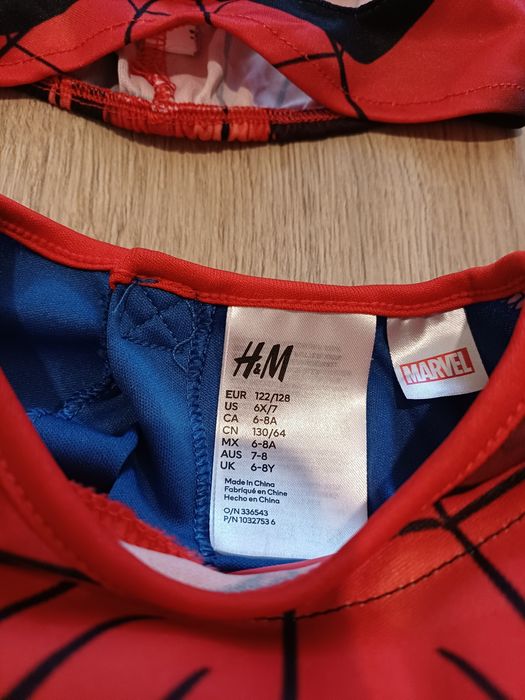 H&M
EUR 122/128
US 6X/7
CA 6-8A
CN 130/64
MX 6-8A
AUS 7-8
UK 6-8Y
Made in China
Fabriqué en Chine
Hecho en China
O/N 336543
P/N 1032753 6
MARVEL